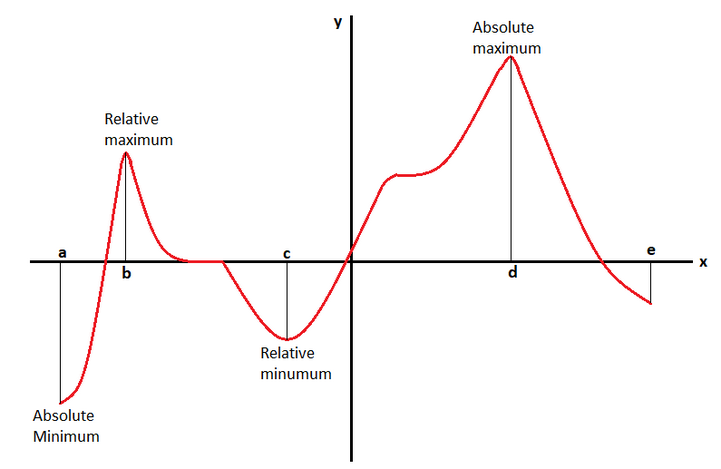 y
Absolute
maximum
Relative
maximum
a
c
e
x
b
d
Relative
minumum
Absolute
Minimum